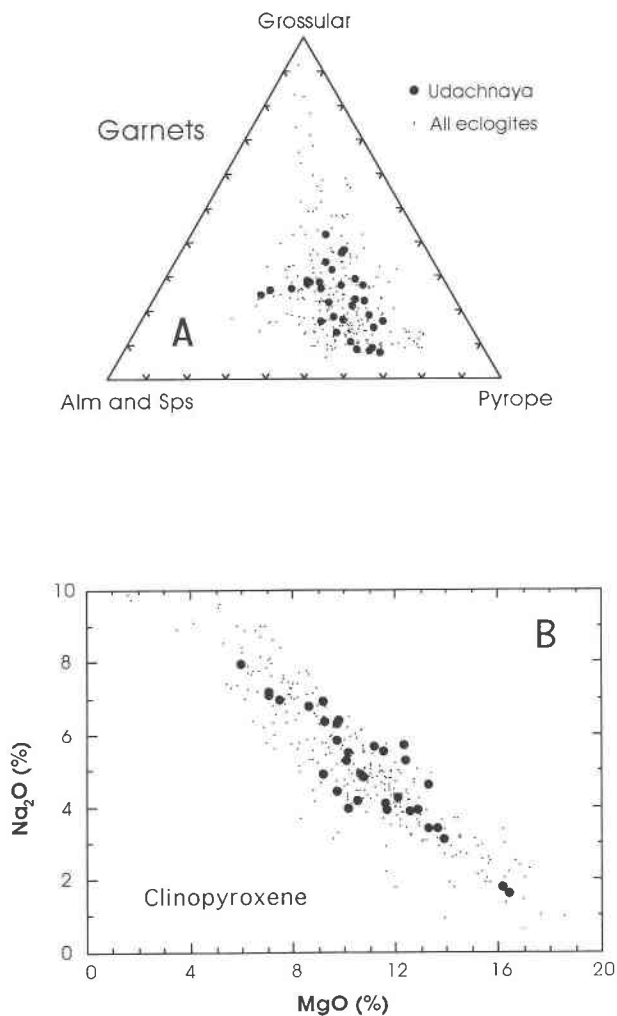 Grossular
Udachnaya
All eclogites
Garnets
A
Alm and Sps
Pyrope
10
8
6
4
2
0
Na₂O (%)
B
Clinopyroxene
0 4 8 12 16 20
MgO (%)